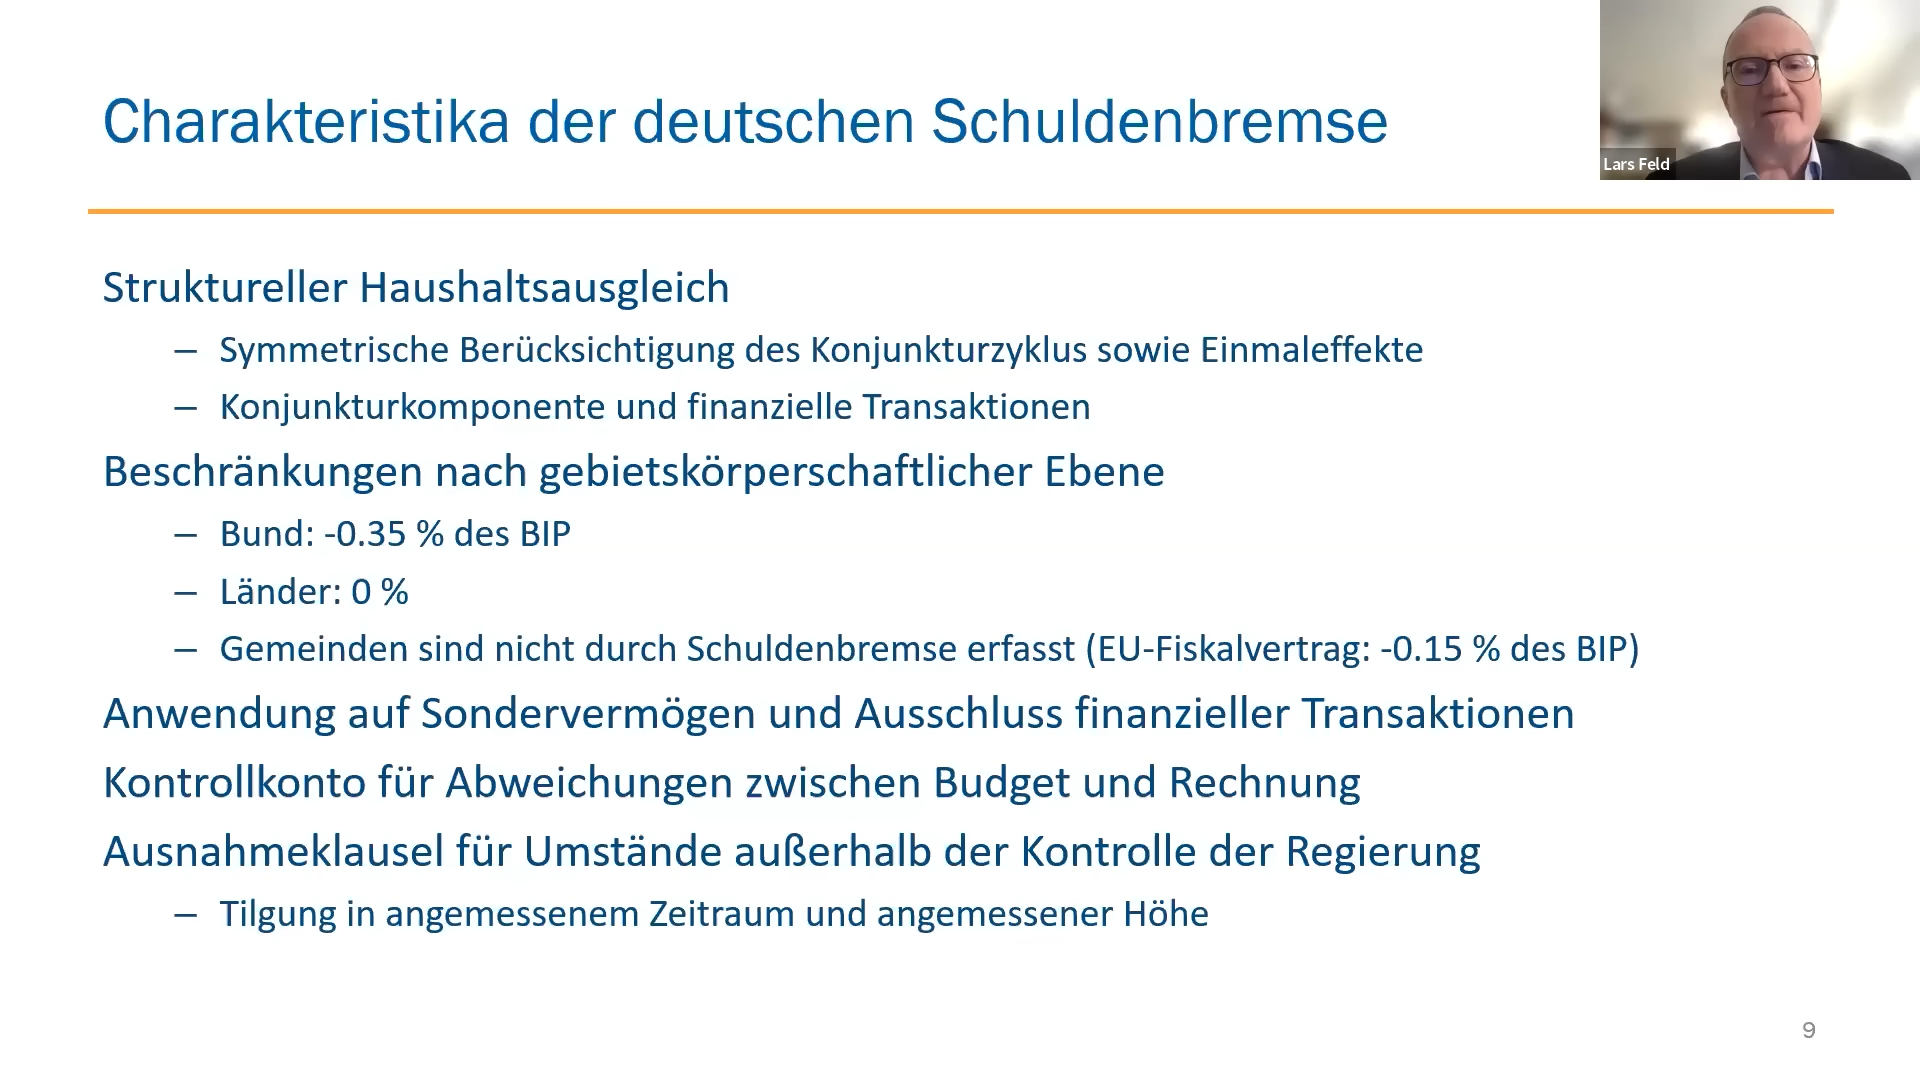 Charakteristika der deutschen Schuldenbremse
Lars Feld
Struktureller Haushaltsausgleich
– Symmetrische Berücksichtigung des Konjunkturzyklus sowie Einmaleffekte
– Konjunkturkomponente und finanzielle Transaktionen
Beschränkungen nach gebietskörperschaftlicher Ebene
– Bund: -0.35 % des BIP
– Länder: 0 %
– Gemeinden sind nicht durch Schuldenbremse erfasst (EU-Fiskalvertrag: -0.15 % des BIP)
Anwendung auf Sondervermögen und Ausschluss finanzieller Transaktionen
Kontrollkonto für Abweichungen zwischen Budget und Rechnung
Ausnahmeklausel für Umstände außerhalb der Kontrolle der Regierung
– Tilgung in angemessenem Zeitraum und angemessener Höhe
9